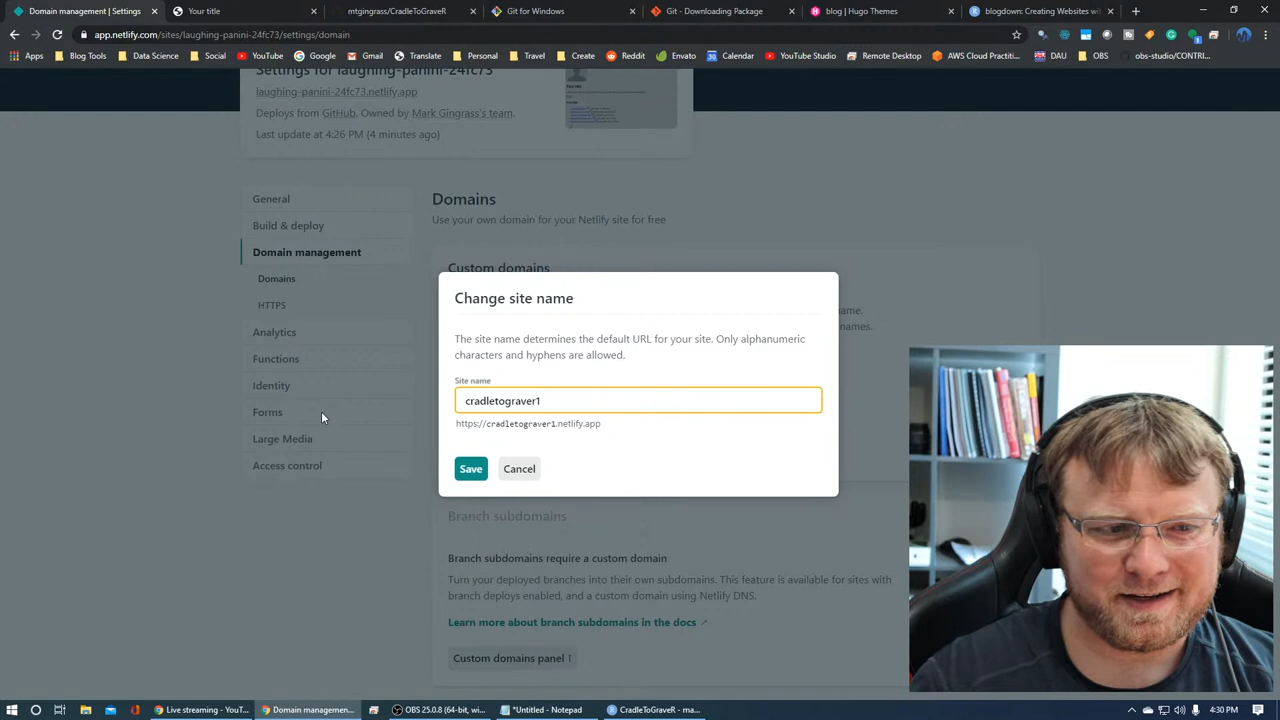 Domain management | Settings
Your title
mtgingrass/CradleToGraveR
Git for Windows
Git - Downloading Package
blog | Hugo Themes
blogdown: Creating Websites wit
app.netlify.com/sites/laughing-panini-24fc73/settings/domain
Apps
Blog Tools
Data Science
Social
YouTube
Google
Gmail
Translate
Personal
Travel
Create
Reddit
Envato
Calendar
YouTube Studio
Remote Desktop
AWS Cloud Practiti...
DAU
OBS
obs-studio/CONTRI...
Settings for laughing-panini-24fc73
laughing-panini-24fc73.netlify.app
Deploys from GitHub. Owned by Mark Gingrass's team.
Last update at 4:26 PM (4 minutes ago)
General
Build & deploy
Domain management
Domains
HTTPS
Analytics
Functions
Identity
Forms
Large Media
Access control
Domains
Use your own domain for your Netlify site for free
Custom domains
name.
names.
Change site name
The site name determines the default URL for your site. Only alphanumeric
characters and hyphens are allowed.
Site name
cradletograver1
https://cradletograver1.netlify.app
Save
Cancel
Branch subdomains
Branch subdomains require a custom domain
Turn your deployed branches into their own subdomains. This feature is available for sites with
branch deploys enabled, and a custom domain using Netlify DNS.
Learn more about branch subdomains in the docs ↗
Custom domains panel ↑
Live streaming - YouT...
Domain management...
OBS 25.0.8 (64-bit, w...
*Untitled - Notepad
CradleToGraveR - ma...
4:30 PM